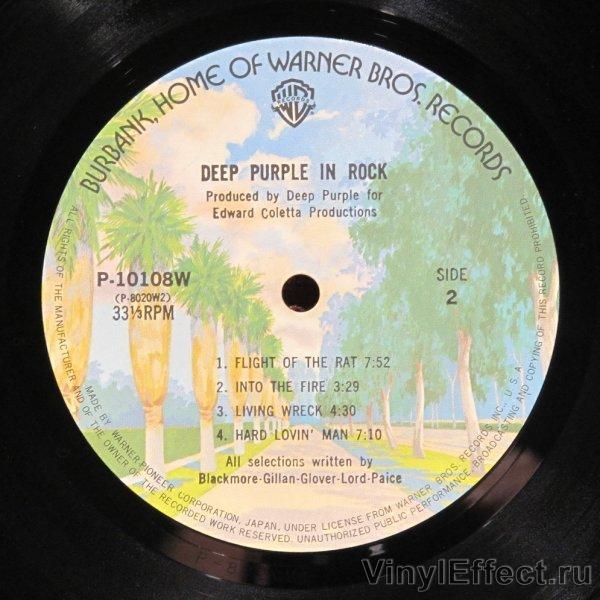 BURBANK, HOME OF WARNER BROS. RECORDS
RECORDS
DEEP PURPLE IN ROCK
Produced by Deep Purple for
Edward Coletta Productions
P-10108W
(P-8020W2)
33⅓RPM
SIDE
2
1. FLIGHT OF THE RAT 7:52
2. INTO THE FIRE 3:29
3. LIVING WRECK 4:30
4. HARD LOVIN' MAN 7:10
All selections written by
Blackmore-Gillan-Glover-Lord-Paice
MADE BY WARNER-PIONEER CORPORATION, JAPAN, UNDER LICENSE FROM WARNER BROS. RECORDS INC., U.S.A.
ALL RIGHTS OF THE MANUFACTURER AND OF THE OWNER OF THE RECORDED WORK RESERVED. UNAUTHORIZED PUBLIC PERFORMANCE, BROADCASTING AND COPYING OF THIS RECORD PROHIBITED.
VinylEffect.ru